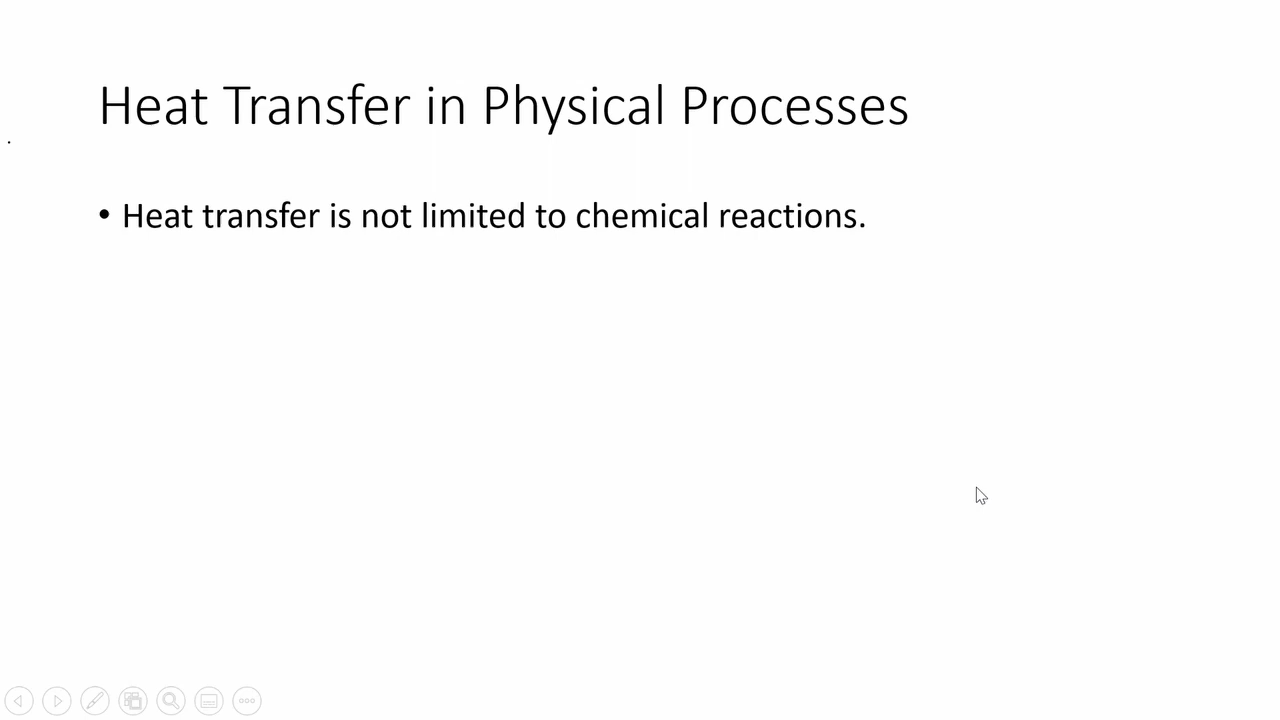 Heat Transfer in Physical Processes
• Heat transfer is not limited to chemical reactions.